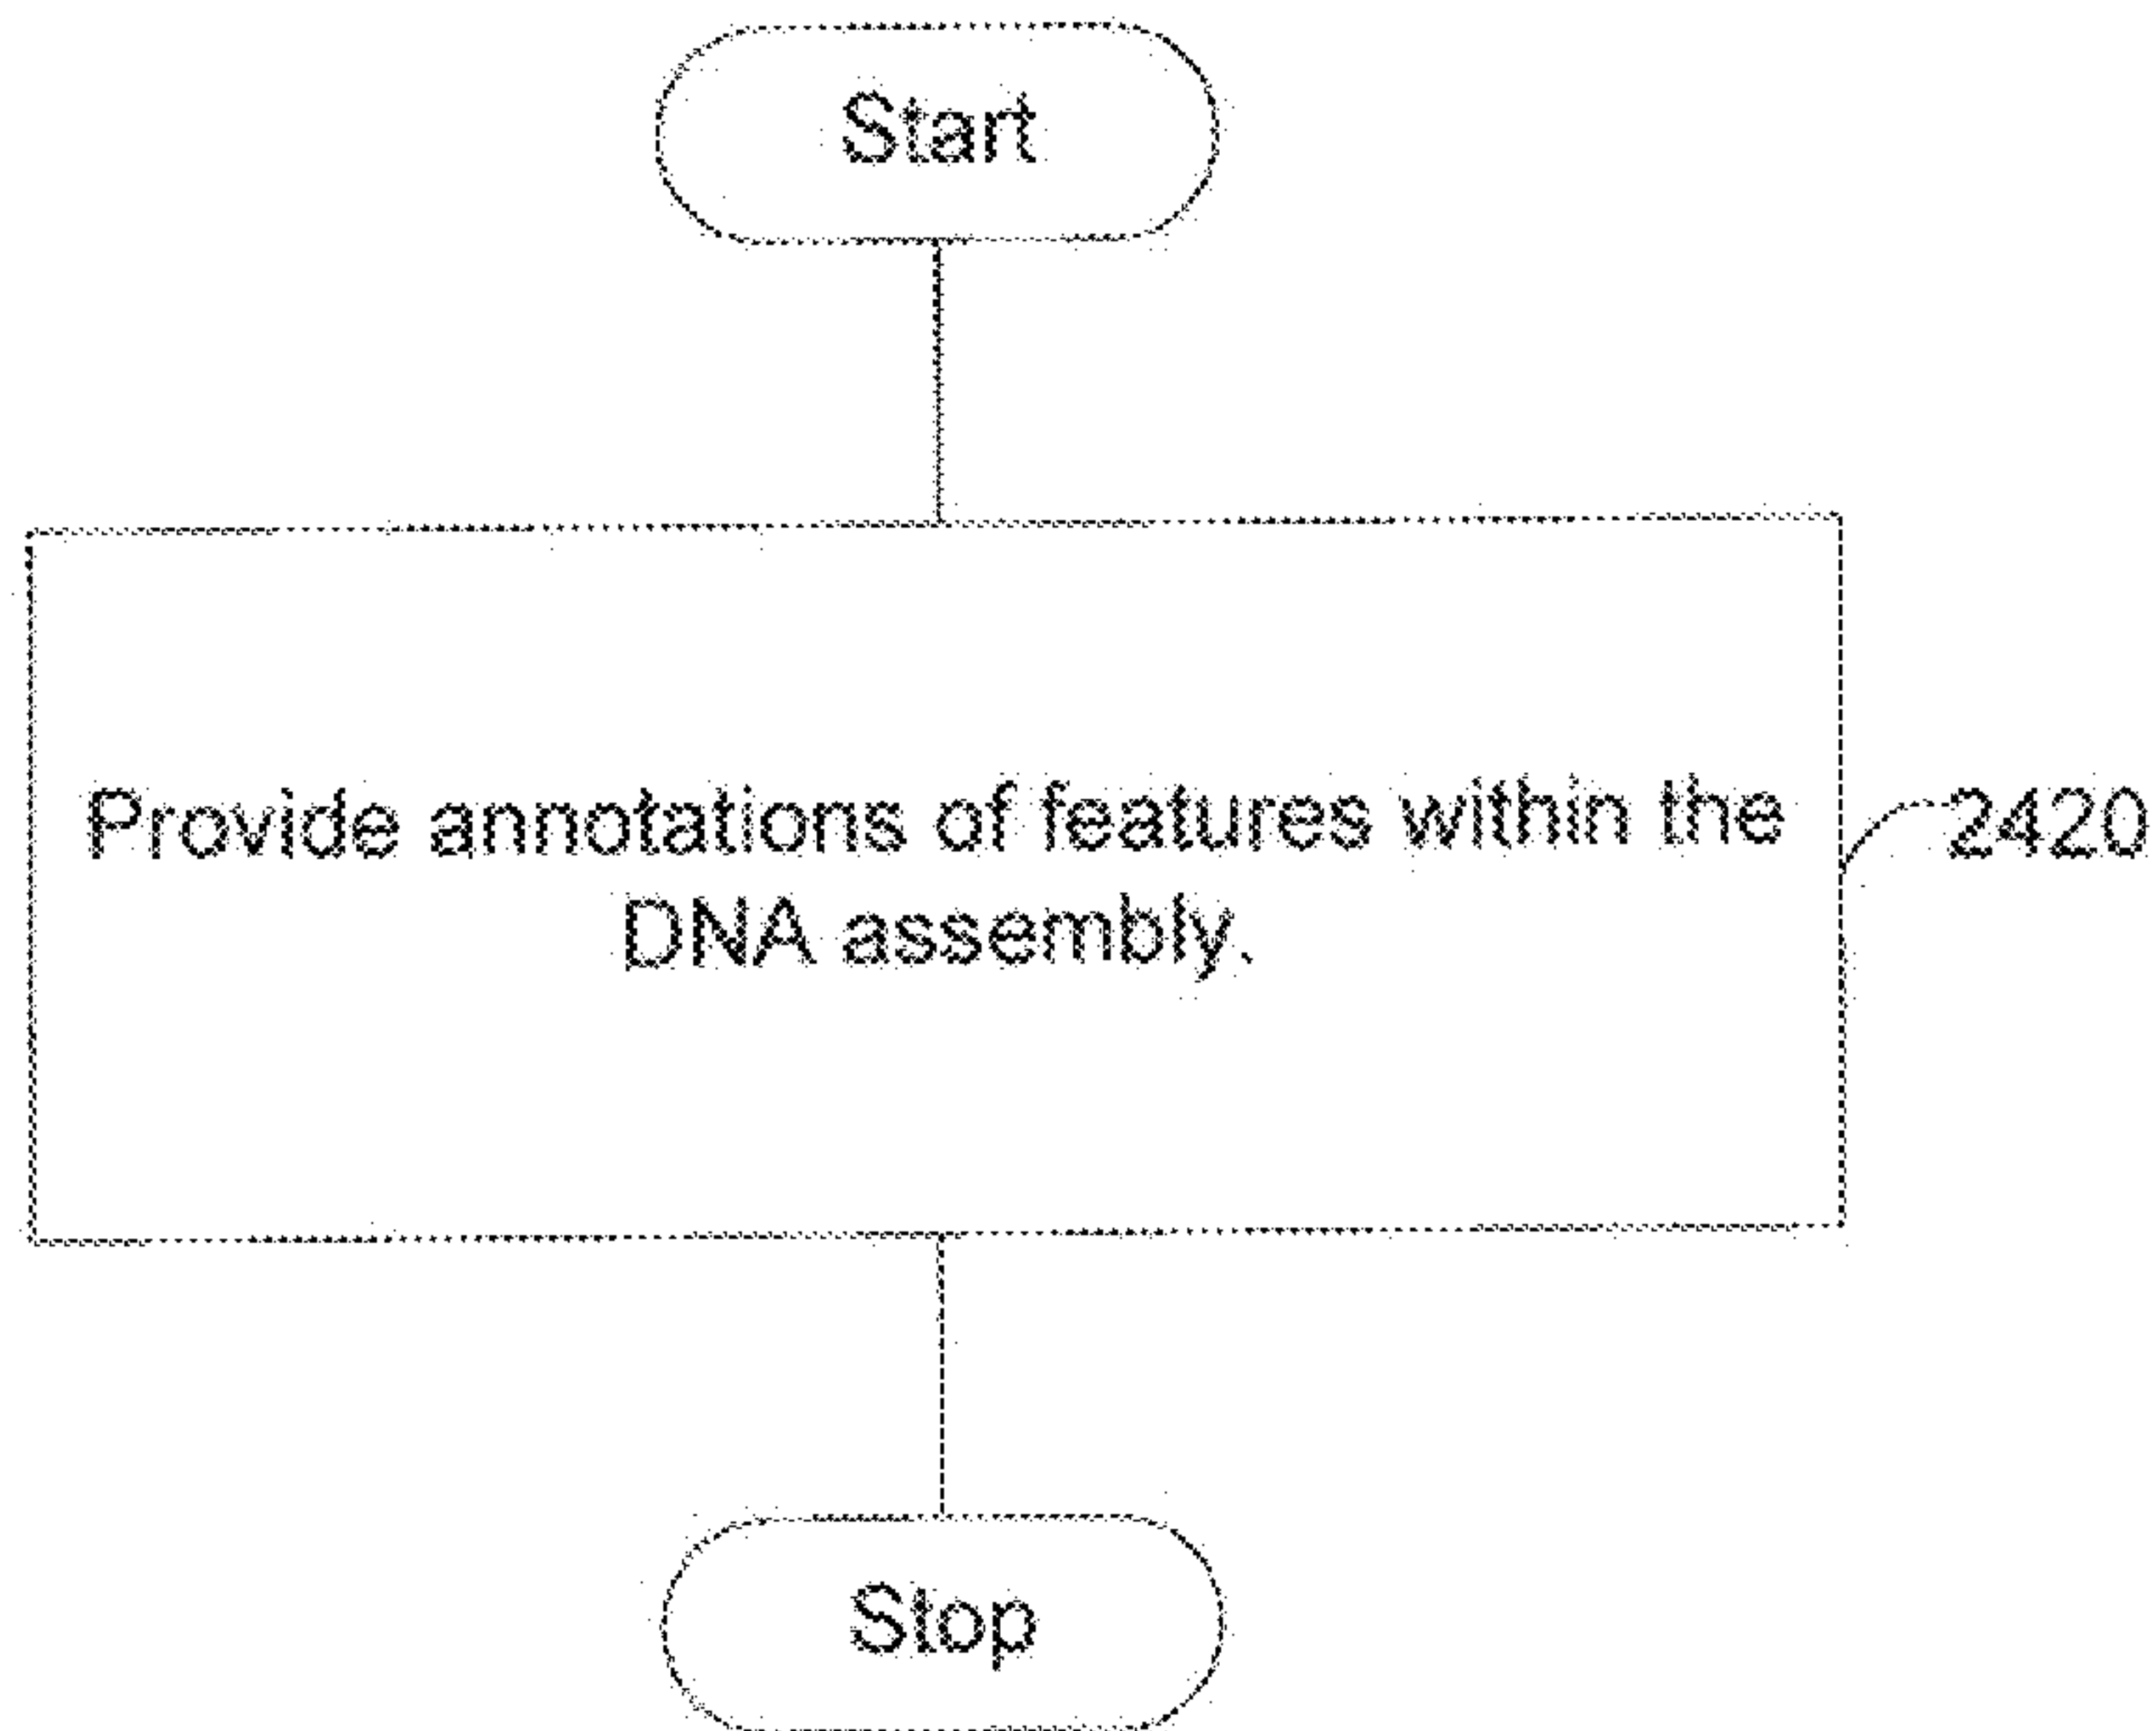 Start
Provide annotations of features within the
DNA assembly.
2420
Stop